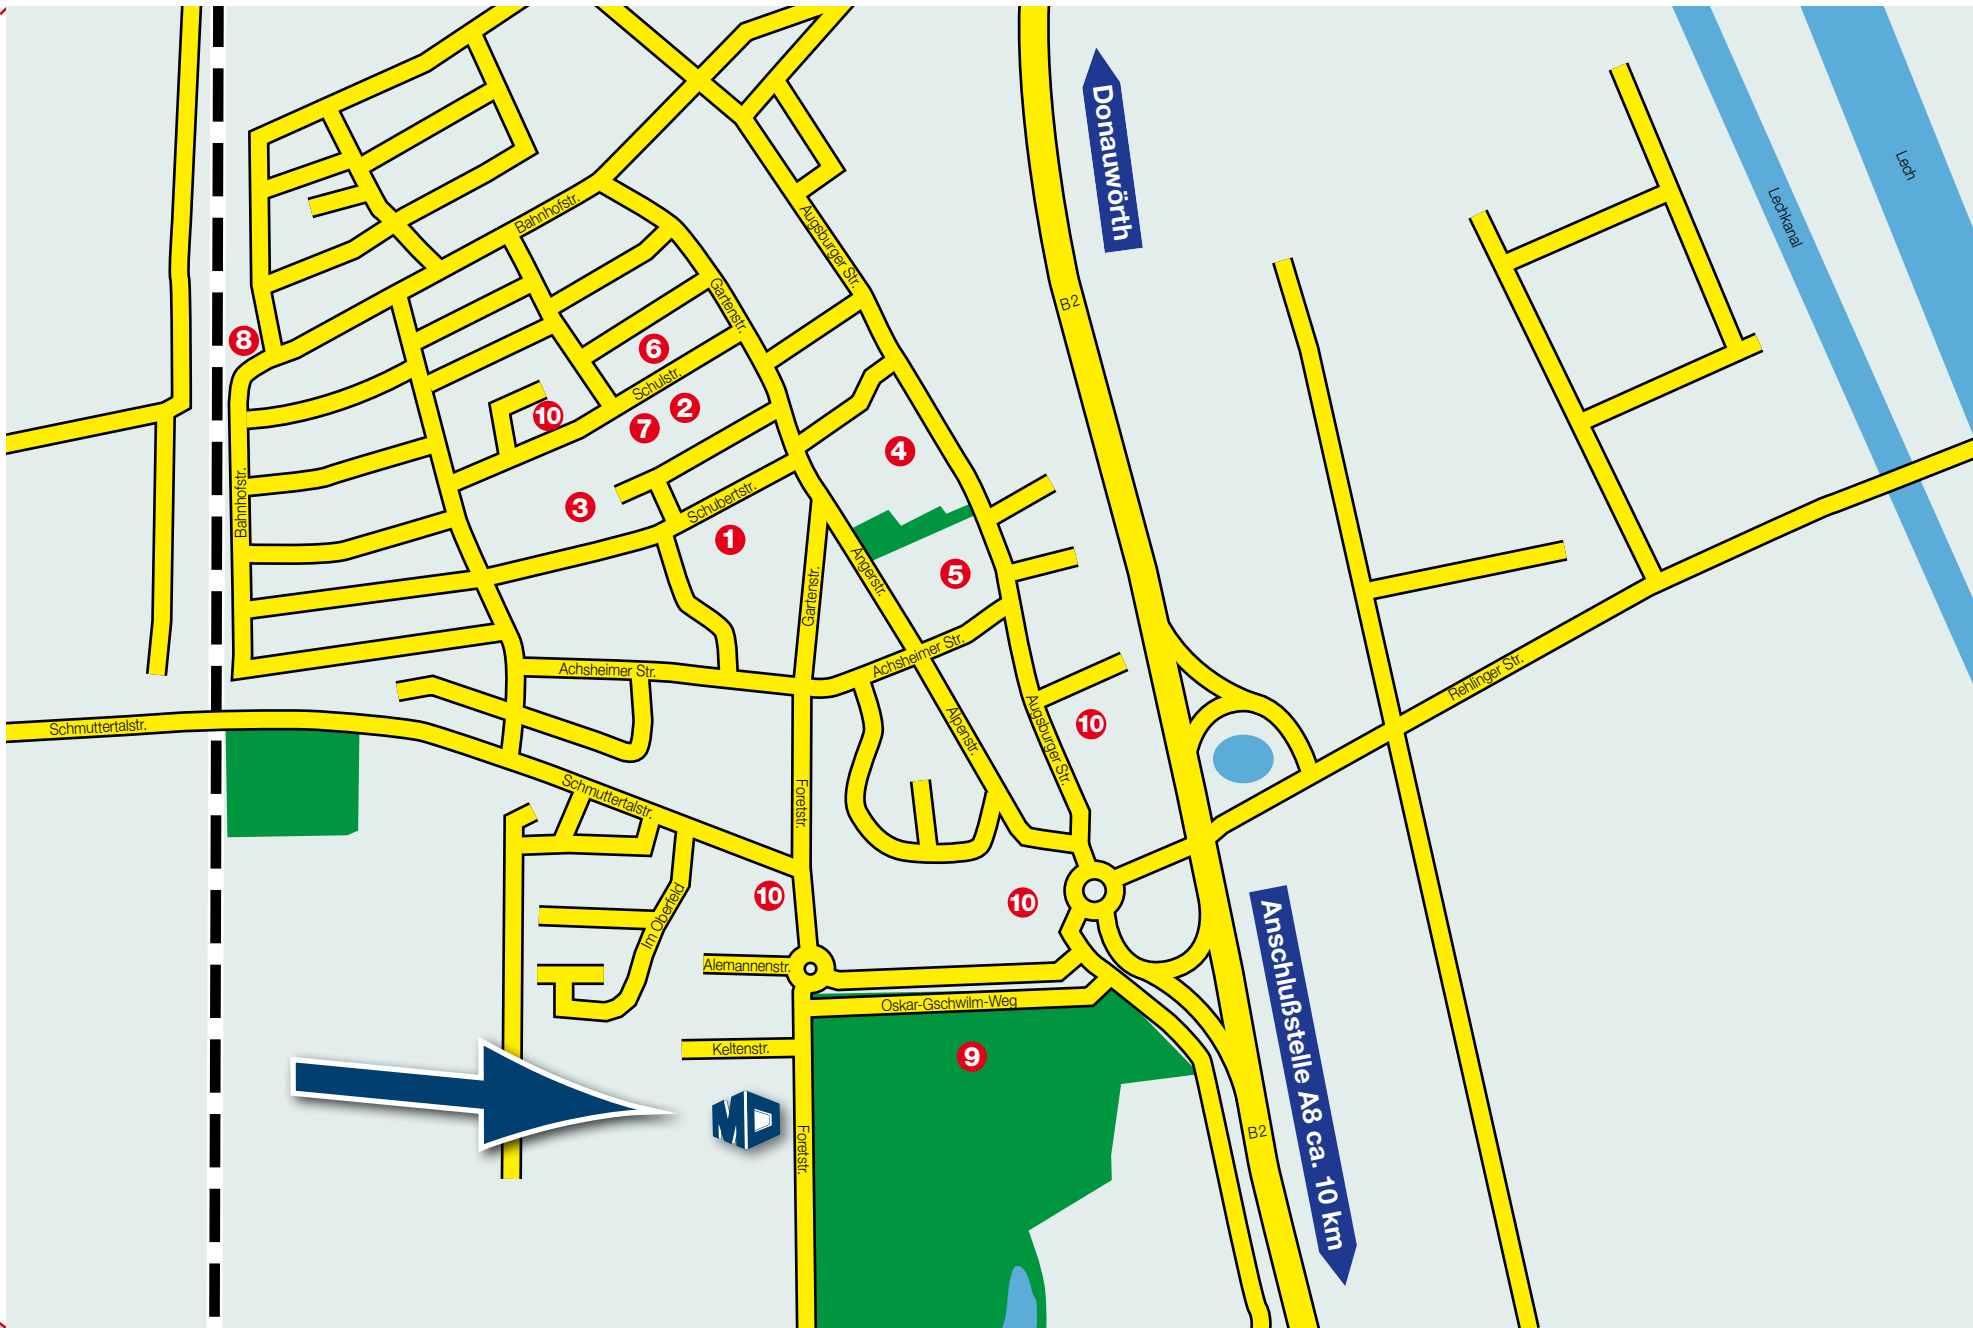 Donauwörth
Lech
Lechkanal
Bahnhofstr.
Augsburger Str.
B2
Gartenstr.
8
6
Schulstr.
2
7
10
4
Bahnhofstr.
3
Schubertstr.
1
Angerstr.
5
Gartenstr.
Achsheimer Str.
Achsheimer Str.
Rehlinger Str.
Schmuttertalstr.
Alpenstr.
Augsburger Str.
10
Schmuttertalstr.
Foretstr.
10
10
Im Oberfeld
Alemannenstr.
Oskar-Gschwilm-Weg
Keltenstr.
9
MD
Foretstr.
B2
Anschlußstelle A8 ca. 10 km